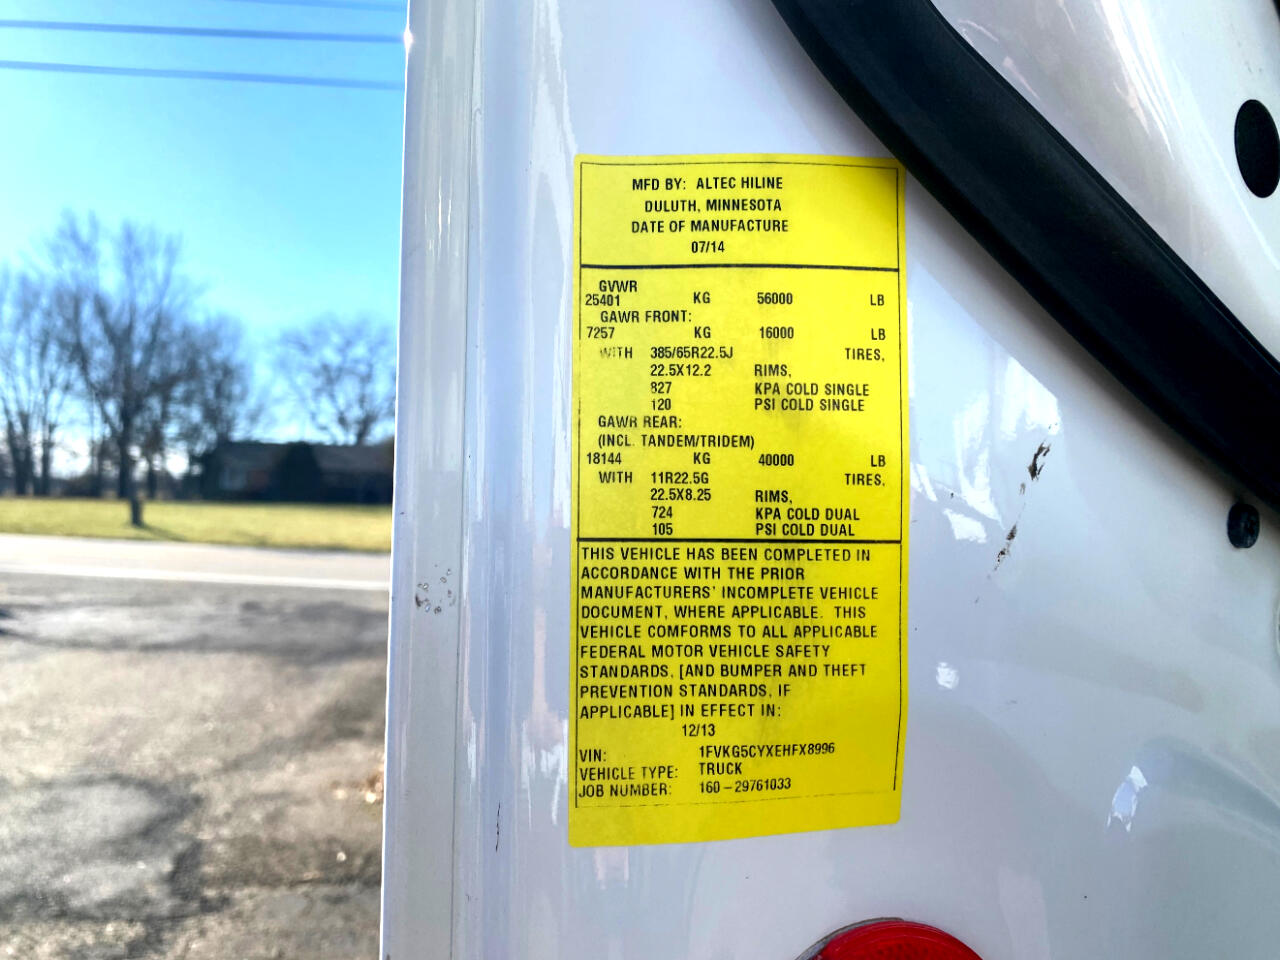 MFD BY: ALTEC HILINE
DULUTH, MINNESOTA
DATE OF MANUFACTURE
07/14
GVWR
25401 KG 56000 LB
GAWR FRONT:
7257 KG 16000 LB
WITH 385/65R22.5J TIRES,
22.5X12.2 RIMS,
827 KPA COLD SINGLE
120 PSI COLD SINGLE
GAWR REAR:
(INCL. TANDEM/TRIDEM)
18144 KG 40000 LB
WITH 11R22.5G TIRES,
22.5X8.25 RIMS,
724 KPA COLD DUAL
105 PSI COLD DUAL
THIS VEHICLE HAS BEEN COMPLETED IN
ACCORDANCE WITH THE PRIOR
MANUFACTURERS' INCOMPLETE VEHICLE
DOCUMENT, WHERE APPLICABLE. THIS
VEHICLE COMFORMS TO ALL APPLICABLE
FEDERAL MOTOR VEHICLE SAFETY
STANDARDS, [AND BUMPER AND THEFT
PREVENTION STANDARDS, IF
APPLICABLE] IN EFFECT IN:
12/13
VIN: 1FVKG5CYXEHFX8996
VEHICLE TYPE: TRUCK
JOB NUMBER: 160-29761033